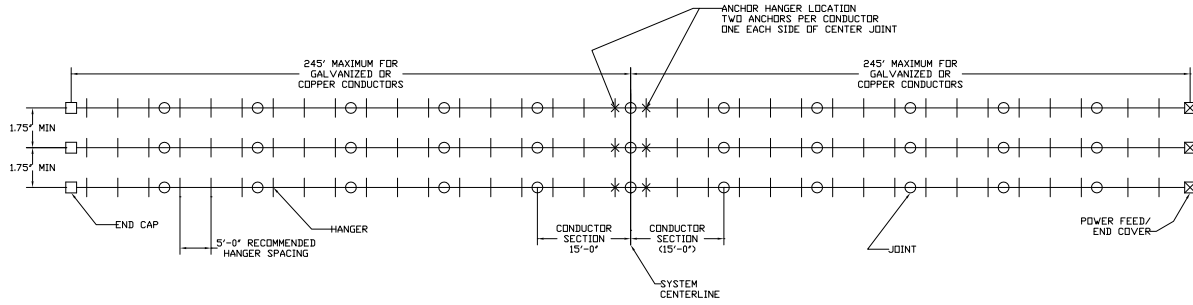 ANCHOR HANGER LOCATION
TWO ANCHORS PER CONDUCTOR
ONE EACH SIDE OF CENTER JOINT
245' MAXIMUM FOR
GALVANIZED OR
COPPER CONDUCTORS
245' MAXIMUM FOR
GALVANIZED OR
COPPER CONDUCTORS
1.75" MIN
1.75" MIN
END CAP
5'-0" RECOMMENDED
HANGER SPACING
HANGER
CONDUCTOR
SECTION
15'-0"
CONDUCTOR
SECTION
(15'-0")
SYSTEM
CENTERLINE
JOINT
POWER FEED/
END COVER